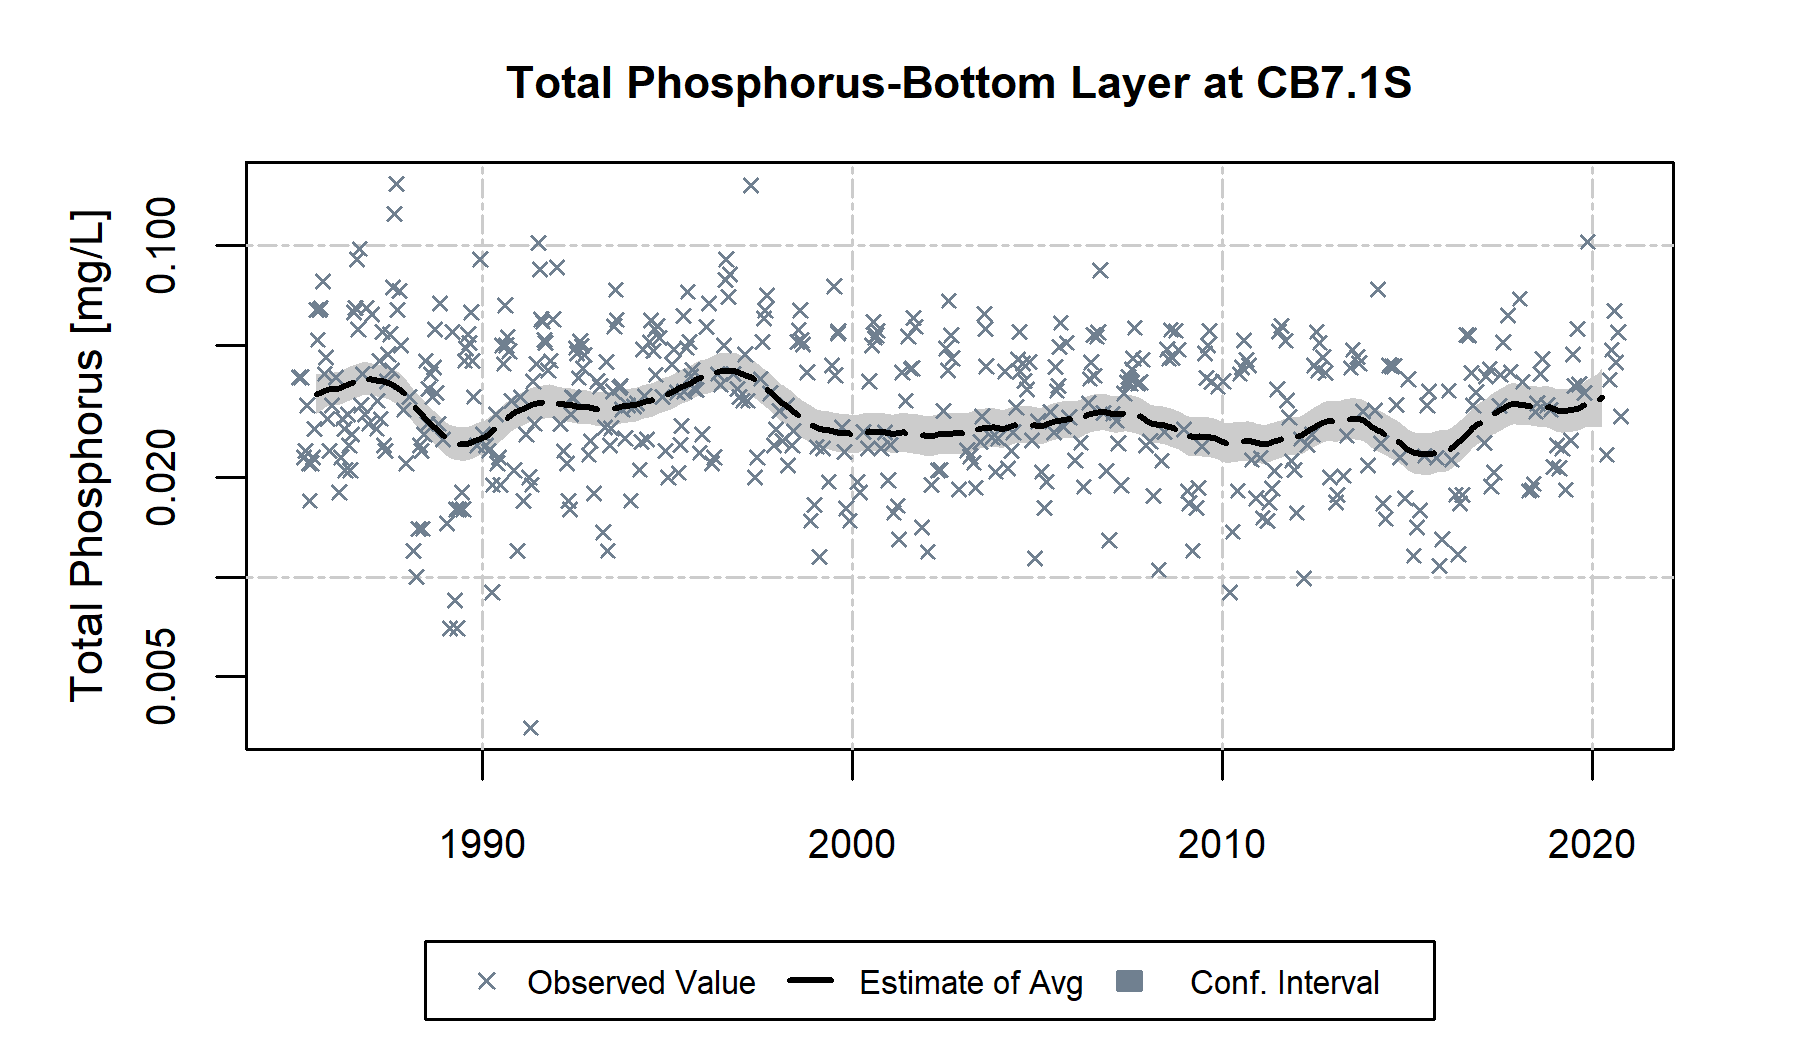 Total Phosphorus-Bottom Layer at CB7.1S
Total Phosphorus [mg/L]
0.100
0.020
0.005
1990 2000 2010 2020
Observed Value Estimate of Avg Conf. Interval